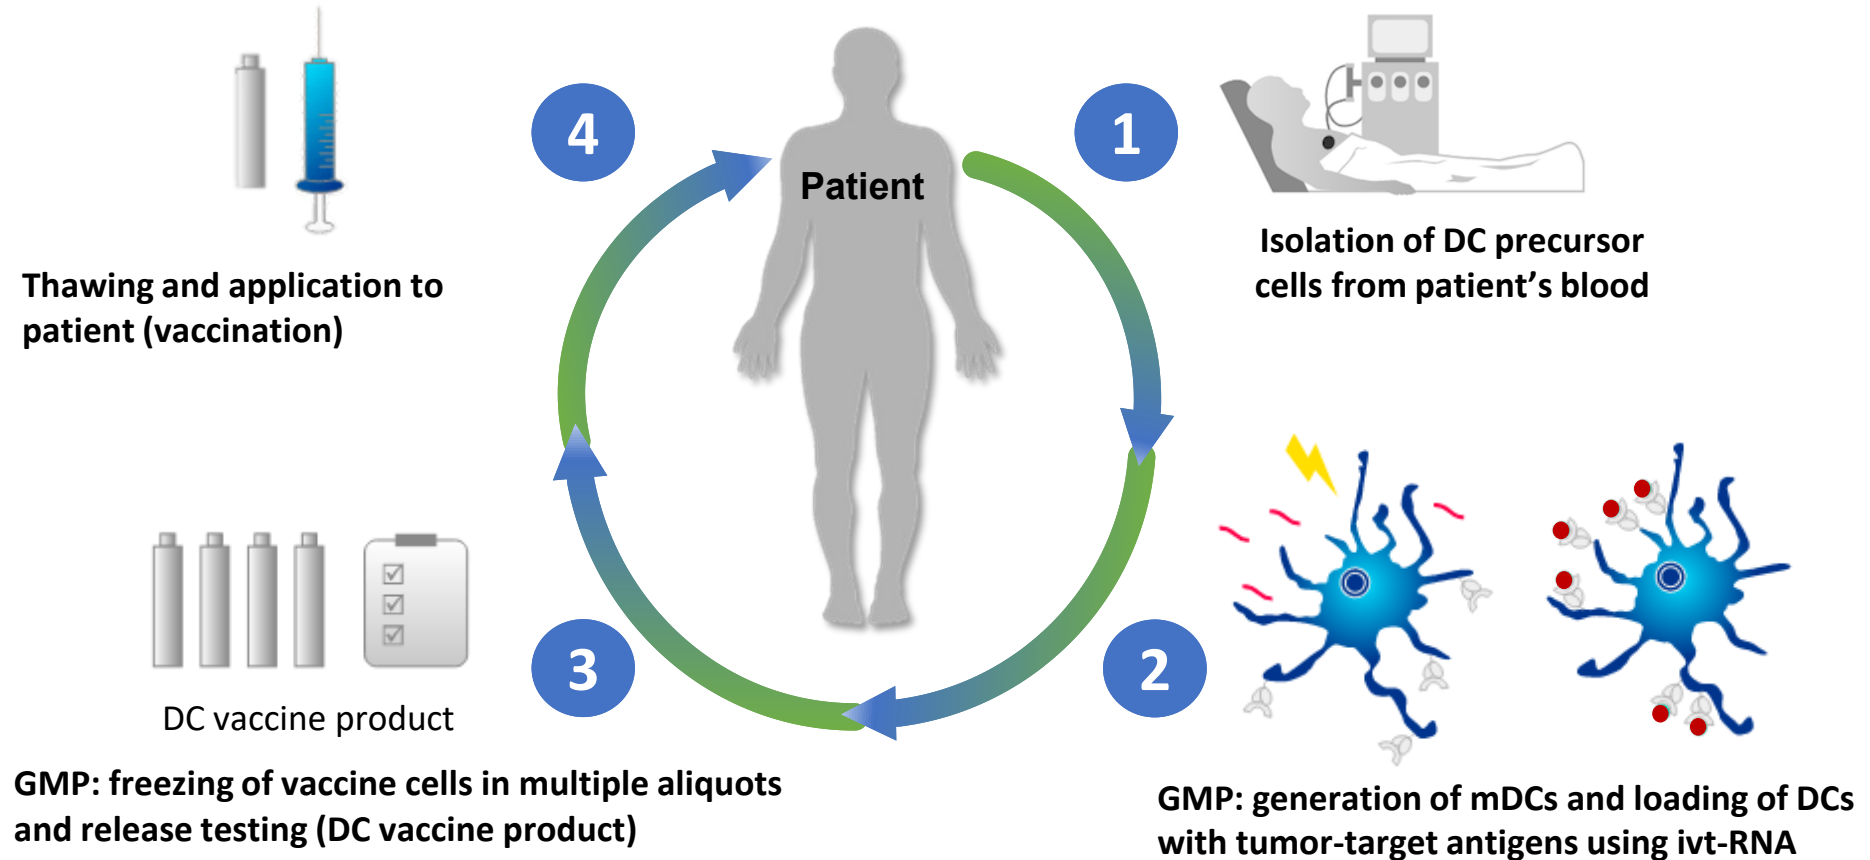 Patient
1
Isolation of DC precursor
cells from patient’s blood
2
GMP: generation of mDCs and loading of DCs
with tumor-target antigens using ivt-RNA
3
DC vaccine product
GMP: freezing of vaccine cells in multiple aliquots
and release testing (DC vaccine product)
4
Thawing and application to
patient (vaccination)